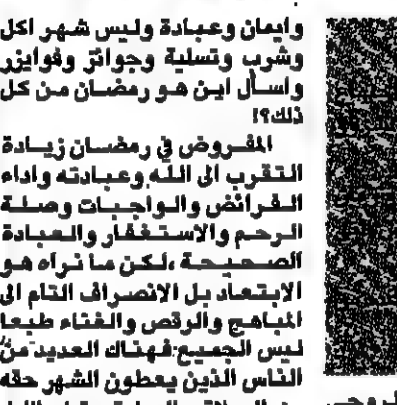 وايمان وعبادة وليس شهر اكل
وشرب وتسلية وجوائز وفوايزر
واسأل اين هو رمضان من كل
ذلك؟!
المفروض في رمضان زيادة
التقرب الى الله وعبادته واداء
الفرائض والواجبات وصلة
الرحم والاستغفار والعبادة
الصحيحة ،لكن ما نراه هو
الابتعاد بل الانصراف التام الى
المباهج والرقص والغناء طبعا
ليس الجميع فهناك العديد من
الناس الذين يعطون الشهر حقه